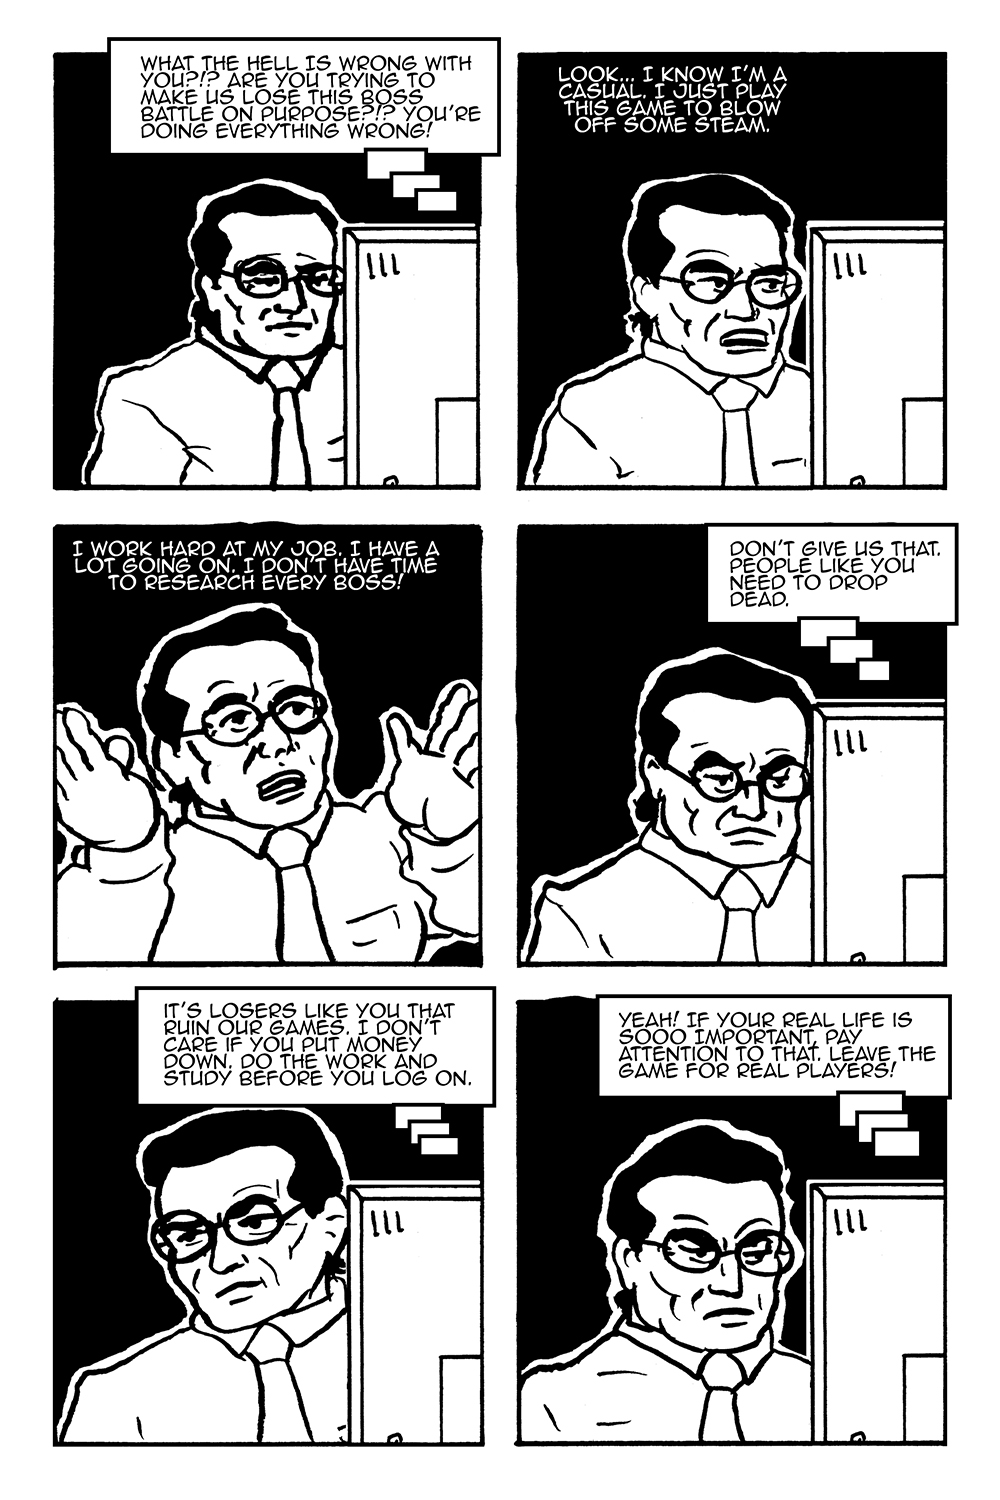 WHAT THE HELL IS WRONG WITH
YOU?!? ARE YOU TRYING TO
MAKE US LOSE THIS BOSS
BATTLE ON PURPOSE?!? YOU'RE
DOING EVERYTHING WRONG!
LOOK... I KNOW I'M A
CASUAL. I JUST PLAY
THIS GAME TO BLOW
OFF SOME STEAM.
I WORK HARD AT MY JOB. I HAVE A
LOT GOING ON. I DON'T HAVE TIME
TO RESEARCH EVERY BOSS!
DON'T GIVE US THAT.
PEOPLE LIKE YOU
NEED TO DROP
DEAD.
IT'S LOSERS LIKE YOU THAT
RUIN OUR GAMES. I DON'T
CARE IF YOU PUT MONEY
DOWN. DO THE WORK AND
STUDY BEFORE YOU LOG ON.
YEAH! IF YOUR REAL LIFE IS
SOOO IMPORTANT, PAY
ATTENTION TO THAT. LEAVE THE
GAME FOR REAL PLAYERS!